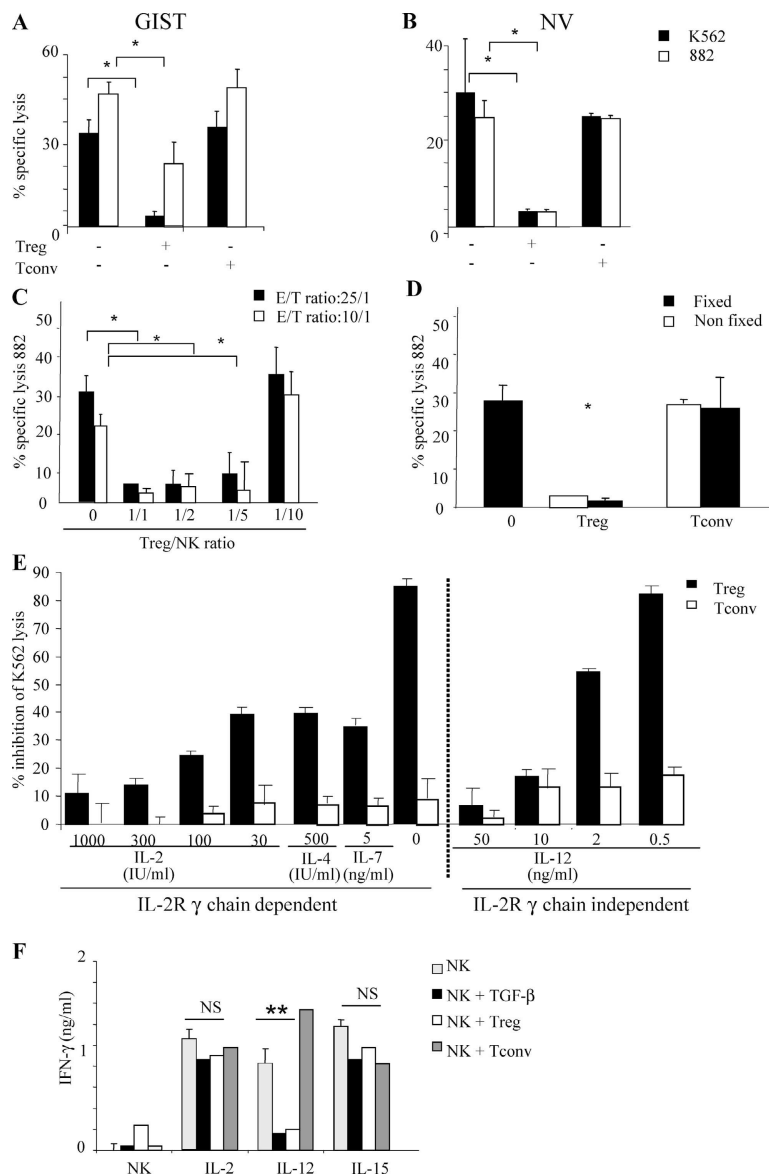 A GIST
B NV
K562
882
60
30
0
% specific lysis
Treg - + -
Tconv - - +
40
20
0
% specific lysis
- + -
- - +
C
E/T ratio:25/1
E/T ratio:10/1
50
40
30
20
10
0
% specific lysis 882
* * *
0 1/1 1/2 1/5 1/10
Treg/NK ratio
D
Fixed
Non fixed
50
40
30
20
10
0
% specific lysis 882
*
0 Treg Tconv
E
Treg
Tconv
90
80
70
60
50
40
30
20
10
0
% inhibition of K562 lysis
1000 300 100 30 500 5 0 50 10 2 0.5
IL-2 IL-4 IL-7 IL-12
(IU/ml) (IU/ml) (ng/ml) (ng/ml)
IL-2R γ chain dependent IL-2R γ chain independent
F
2
1
0
IFN-γ (ng/ml)
NS ** NS
NK
NK + TGF-β
NK + Treg
NK + Tconv
NK IL-2 IL-12 IL-15